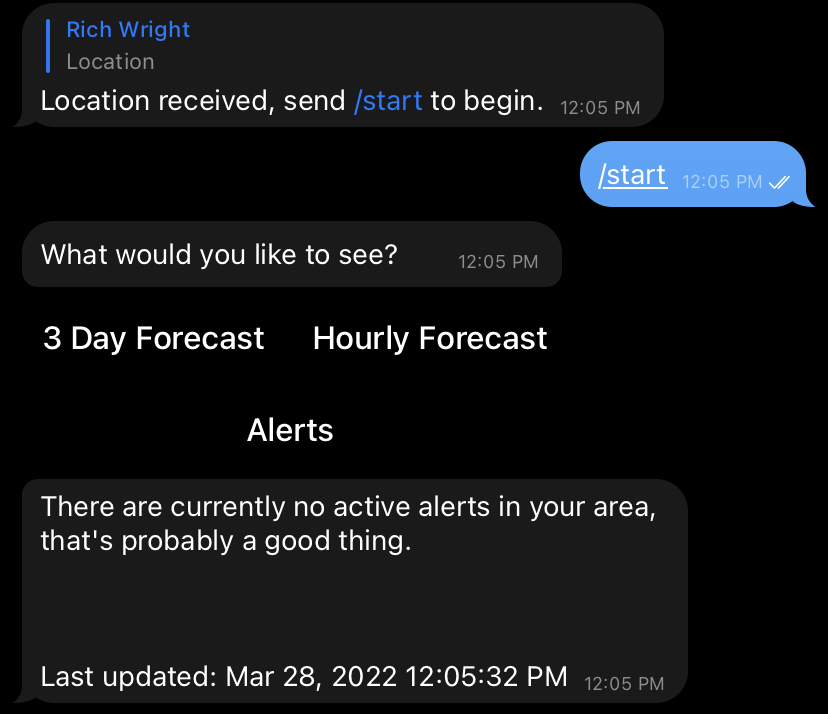 Rich Wright
Location
Location received, send /start to begin. 12:05 PM
/start 12:05 PM
What would you like to see? 12:05 PM
3 Day Forecast Hourly Forecast
Alerts
There are currently no active alerts in your area,
that's probably a good thing.
Last updated: Mar 28, 2022 12:05:32 PM 12:05 PM